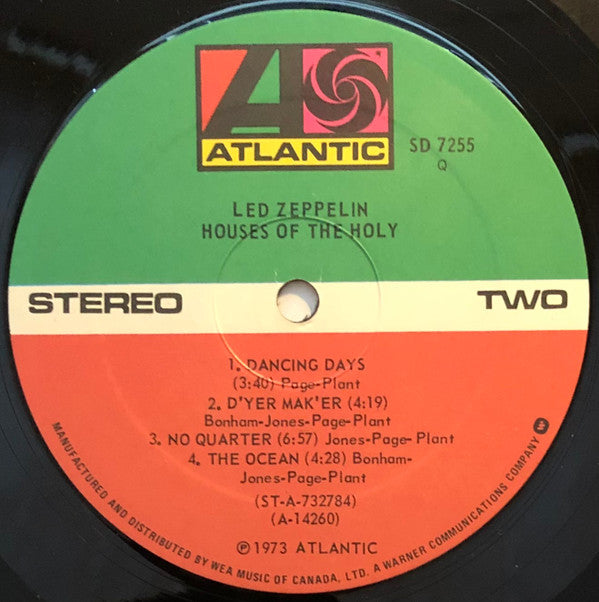 ATLANTIC
SD 7255
Q
LED ZEPPELIN
HOUSES OF THE HOLY
STEREO TWO
1. DANCING DAYS
(3:40) Page-Plant
2. D'YER MAK'ER (4:19)
Bonham-Jones-Page-Plant
3. NO QUARTER (6:57) Jones-Page-Plant
4. THE OCEAN (4:28) Bonham-
Jones-Page-Plant
(ST-A-732784)
(A-14260)
℗1973 ATLANTIC
MANUFACTURED AND DISTRIBUTED BY WEA MUSIC OF CANADA, LTD. A WARNER COMMUNICATIONS COMPANY